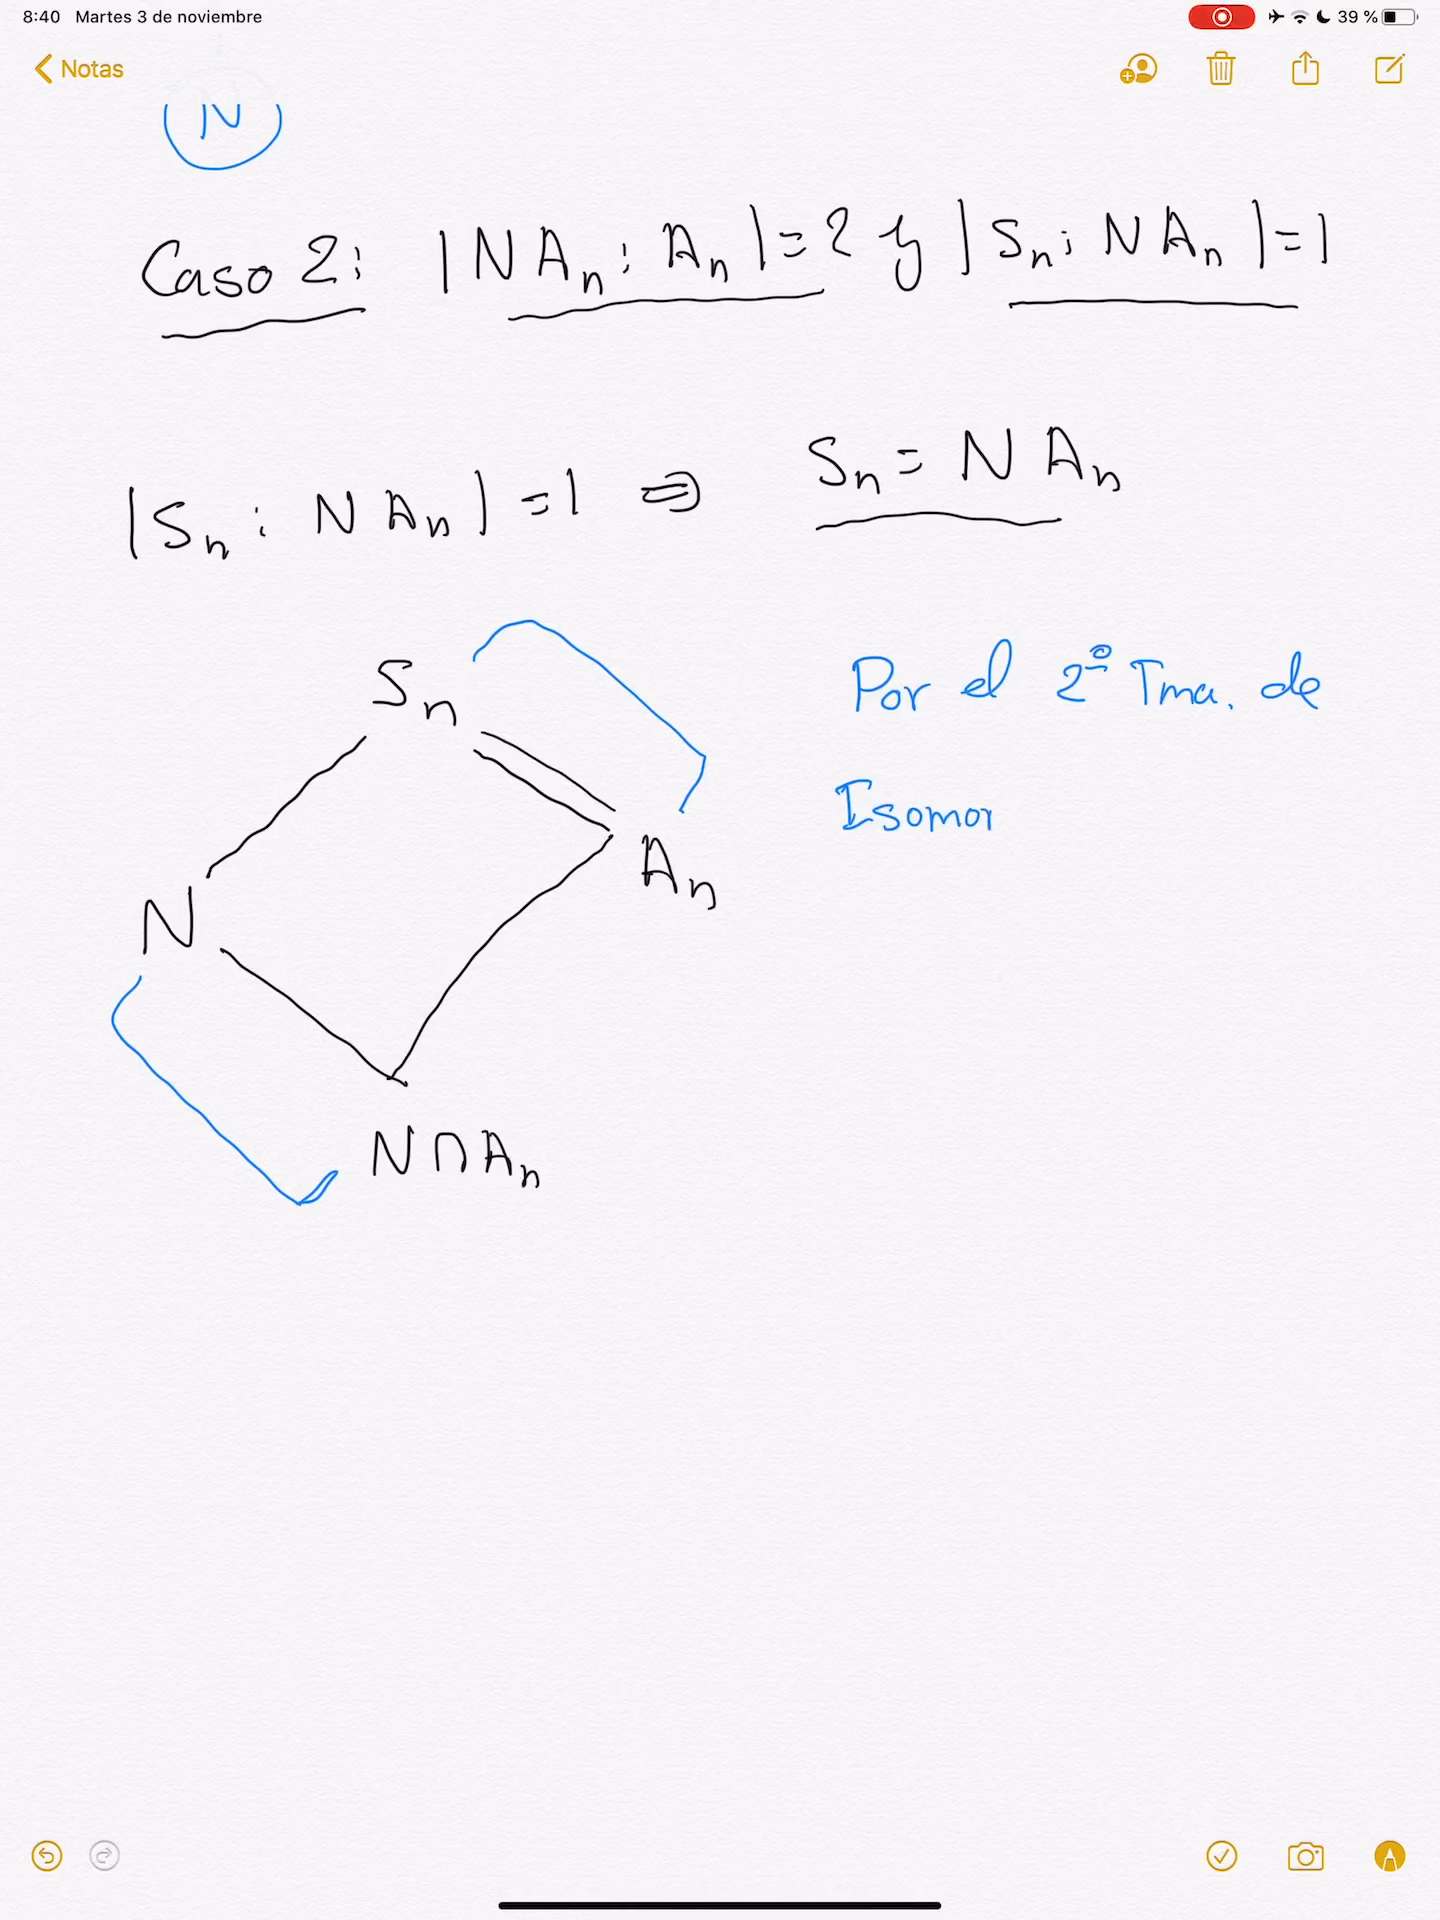 8:40 Martes 3 de noviembre 39 %
Notas
N
Caso 2: |NAn : An| = 2 y |Sn : NAn| = 1
|Sn : NAn| = 1 ⇒ Sn = NAn
Sn
Por el 2º Tma. de
Isomor
An
N
N ∩ An